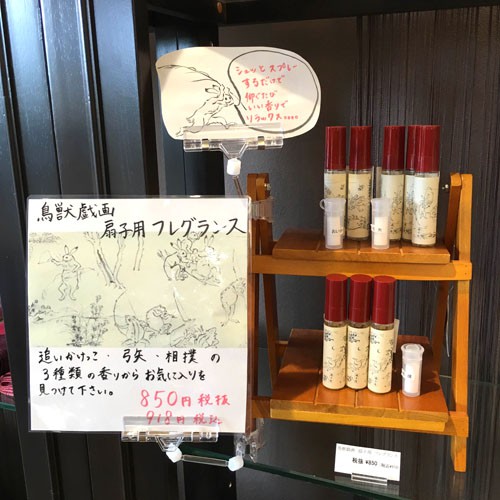 シュッとスプレー
するだけで
仰ぐたび
いい香りで
リラックス....
鳥獣戯画
扇子用フレグランス
追いかけっこ・弓矢・相撲の
3種類の香りからお気に入りを
見つけて下さい。
850円税抜
918円税込
税抜 ¥850